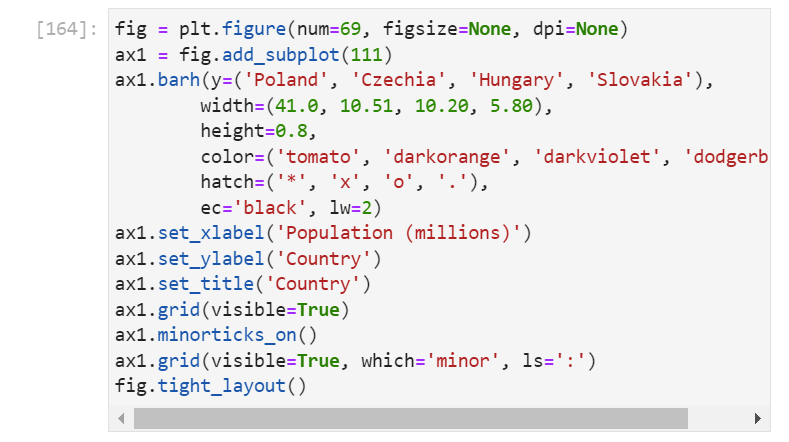 [164]: fig = plt.figure(num=69, figsize=None, dpi=None)
ax1 = fig.add_subplot(111)
ax1.barh(y=('Poland', 'Czechia', 'Hungary', 'Slovakia'),
        width=(41.0, 10.51, 10.20, 5.80),
        height=0.8,
        color=('tomato', 'darkorange', 'darkviolet', 'dodgerb
        hatch=('*', 'x', 'o', '.'),
        ec='black', lw=2)
ax1.set_xlabel('Population (millions)')
ax1.set_ylabel('Country')
ax1.set_title('Country')
ax1.grid(visible=True)
ax1.minorticks_on()
ax1.grid(visible=True, which='minor', ls=':')
fig.tight_layout()